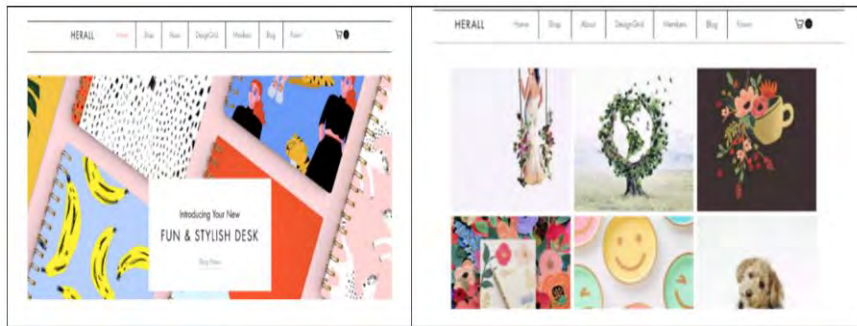 HERALL Home Shop About DesignGrid Members Blog Forum
Introducing Your New
FUN & STYLISH DESK
Shop Now
HERALL Home Shop About DesignGrid Members Blog Forum